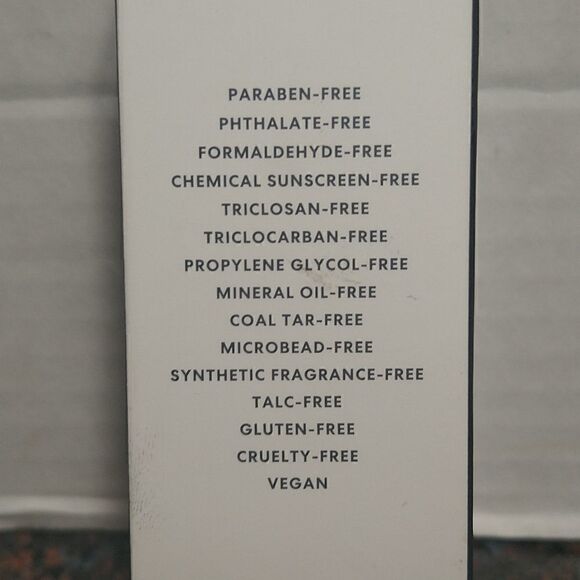 PARABEN-FREE
PHTHALATE-FREE
FORMALDEHYDE-FREE
CHEMICAL SUNSCREEN-FREE
TRICLOSAN-FREE
TRICLOCARBAN-FREE
PROPYLENE GLYCOL-FREE
MINERAL OIL-FREE
COAL TAR-FREE
MICROBEAD-FREE
SYNTHETIC FRAGRANCE-FREE
TALC-FREE
GLUTEN-FREE
CRUELTY-FREE
VEGAN